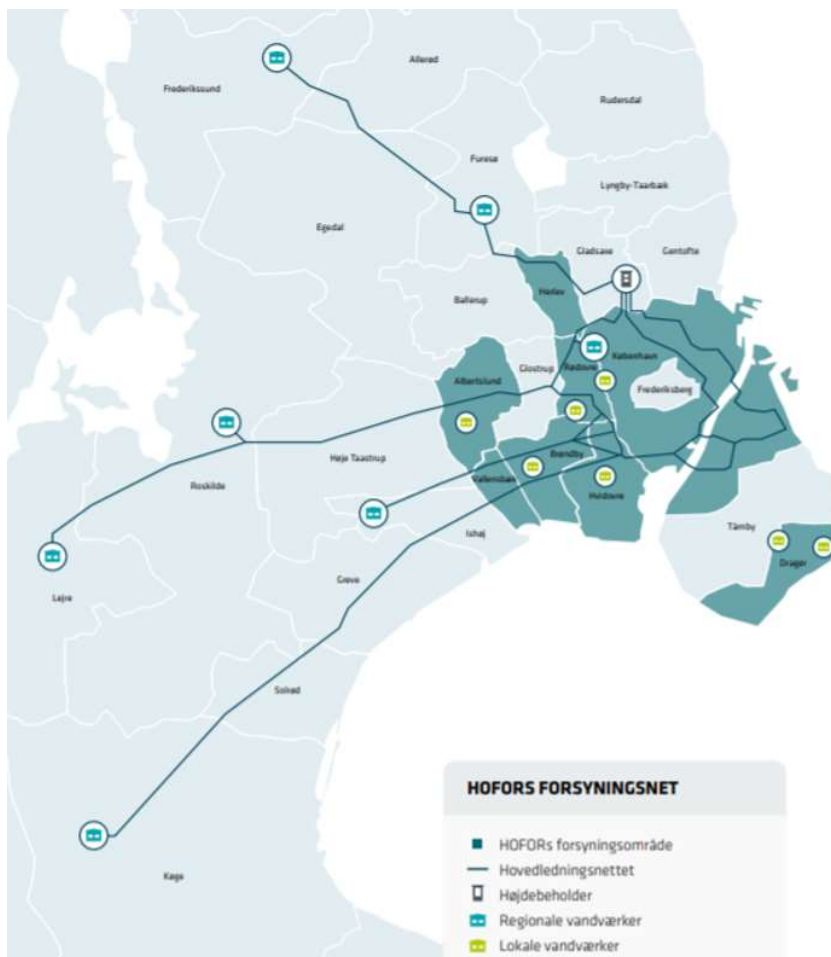 Allerød
Frederikssund
Rudersdal
Furesø
Lyngby-Taarbæk
Egedal
Gladsaxe
Gentofte
Herlev
Ballerup
København
Glostrup
Rødovre
Albertslund
Frederiksberg
Høje Taastrup
Brøndby
Vallensbæk
Roskilde
Hvidovre
Tårnby
Ishøj
Dragør
Greve
Lejre
Solrød
HOFORS FORSYNINGSNET
HOFORs forsyningsområde
Hovedledningsnettet
Højdebeholder
Regionale vandværker
Køge
Lokale vandværker